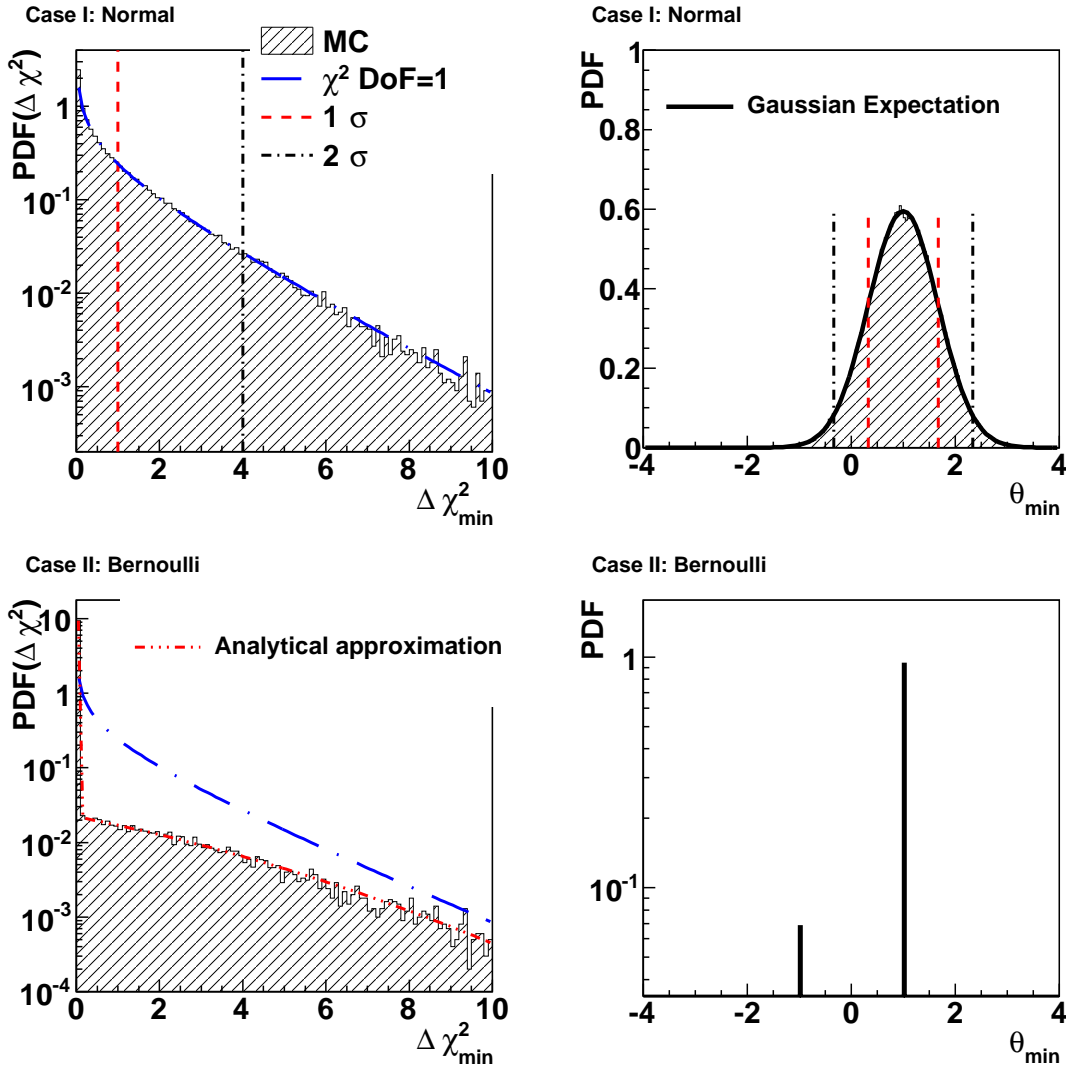 Case I: Normal
PDF(Δ χ²)
1
10⁻¹
10⁻²
10⁻³
MC
χ² DoF=1
1 σ
2 σ
0 2 4 6 8 10
Δ χ²min
Case I: Normal
PDF
1
0.8
0.6
0.4
0.2
0
Gaussian Expectation
-4 -2 0 2 4
θmin
Case II: Bernoulli
PDF(Δ χ²)
10
1
10⁻¹
10⁻²
10⁻³
10⁻⁴
Analytical approximation
0 2 4 6 8 10
Δ χ²min
Case II: Bernoulli
PDF
1
10⁻¹
-4 -2 0 2 4
θmin